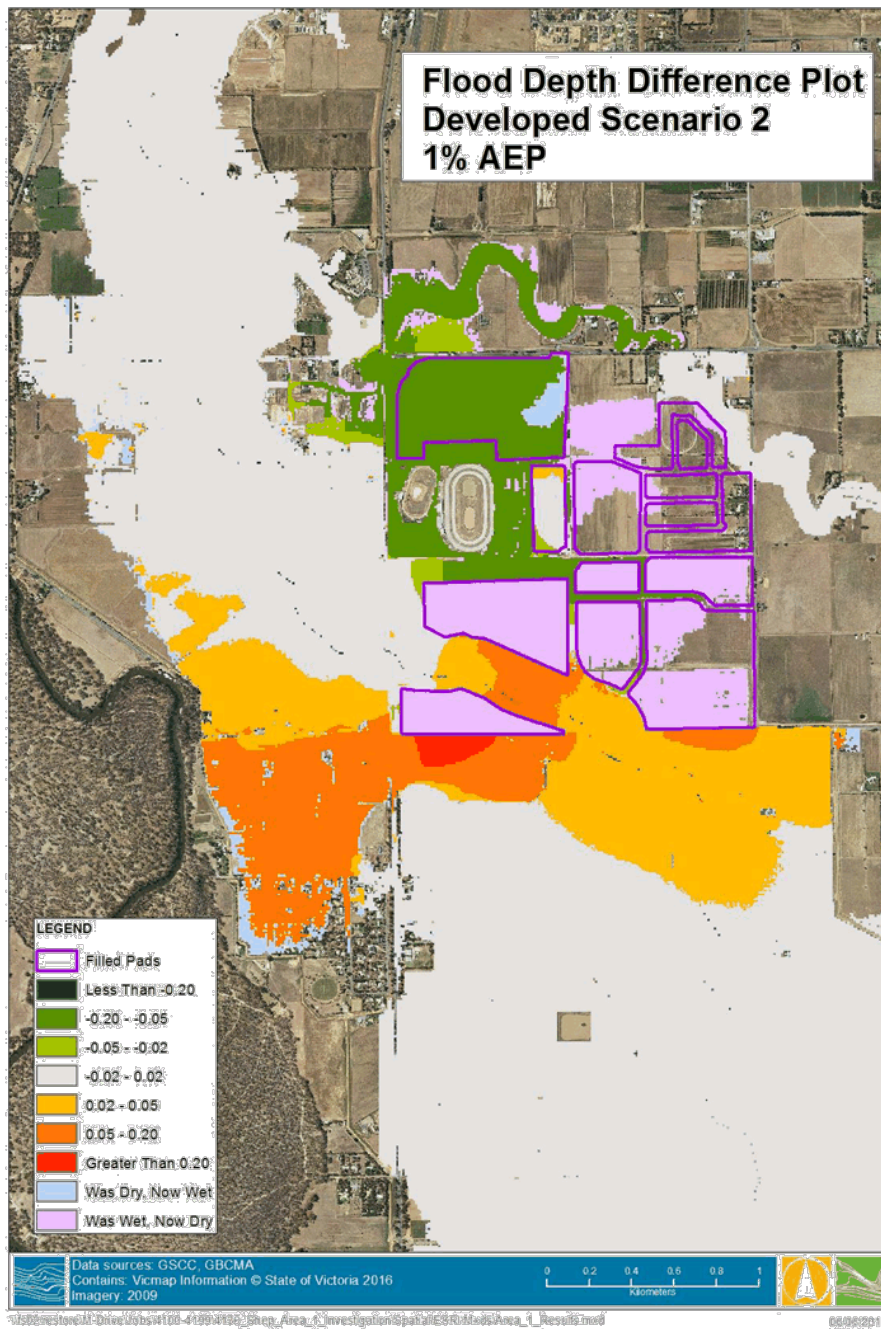 Flood Depth Difference Plot
Developed Scenario 2
1% AEP
LEGEND
Filled Pads
Less Than -0.20
-0.20 - -0.05
-0.05 - -0.02
-0.02 - 0.02
0.02 - 0.05
0.05 - 0.20
Greater Than 0.20
Was Dry, Now Wet
Was Wet, Now Dry
Data sources: GSCC, GBCMA
Contains: Vicmap Information © State of Victoria 2016
Imagery: 2009
0 0.2 0.4 0.6 0.8 1
Kilometers